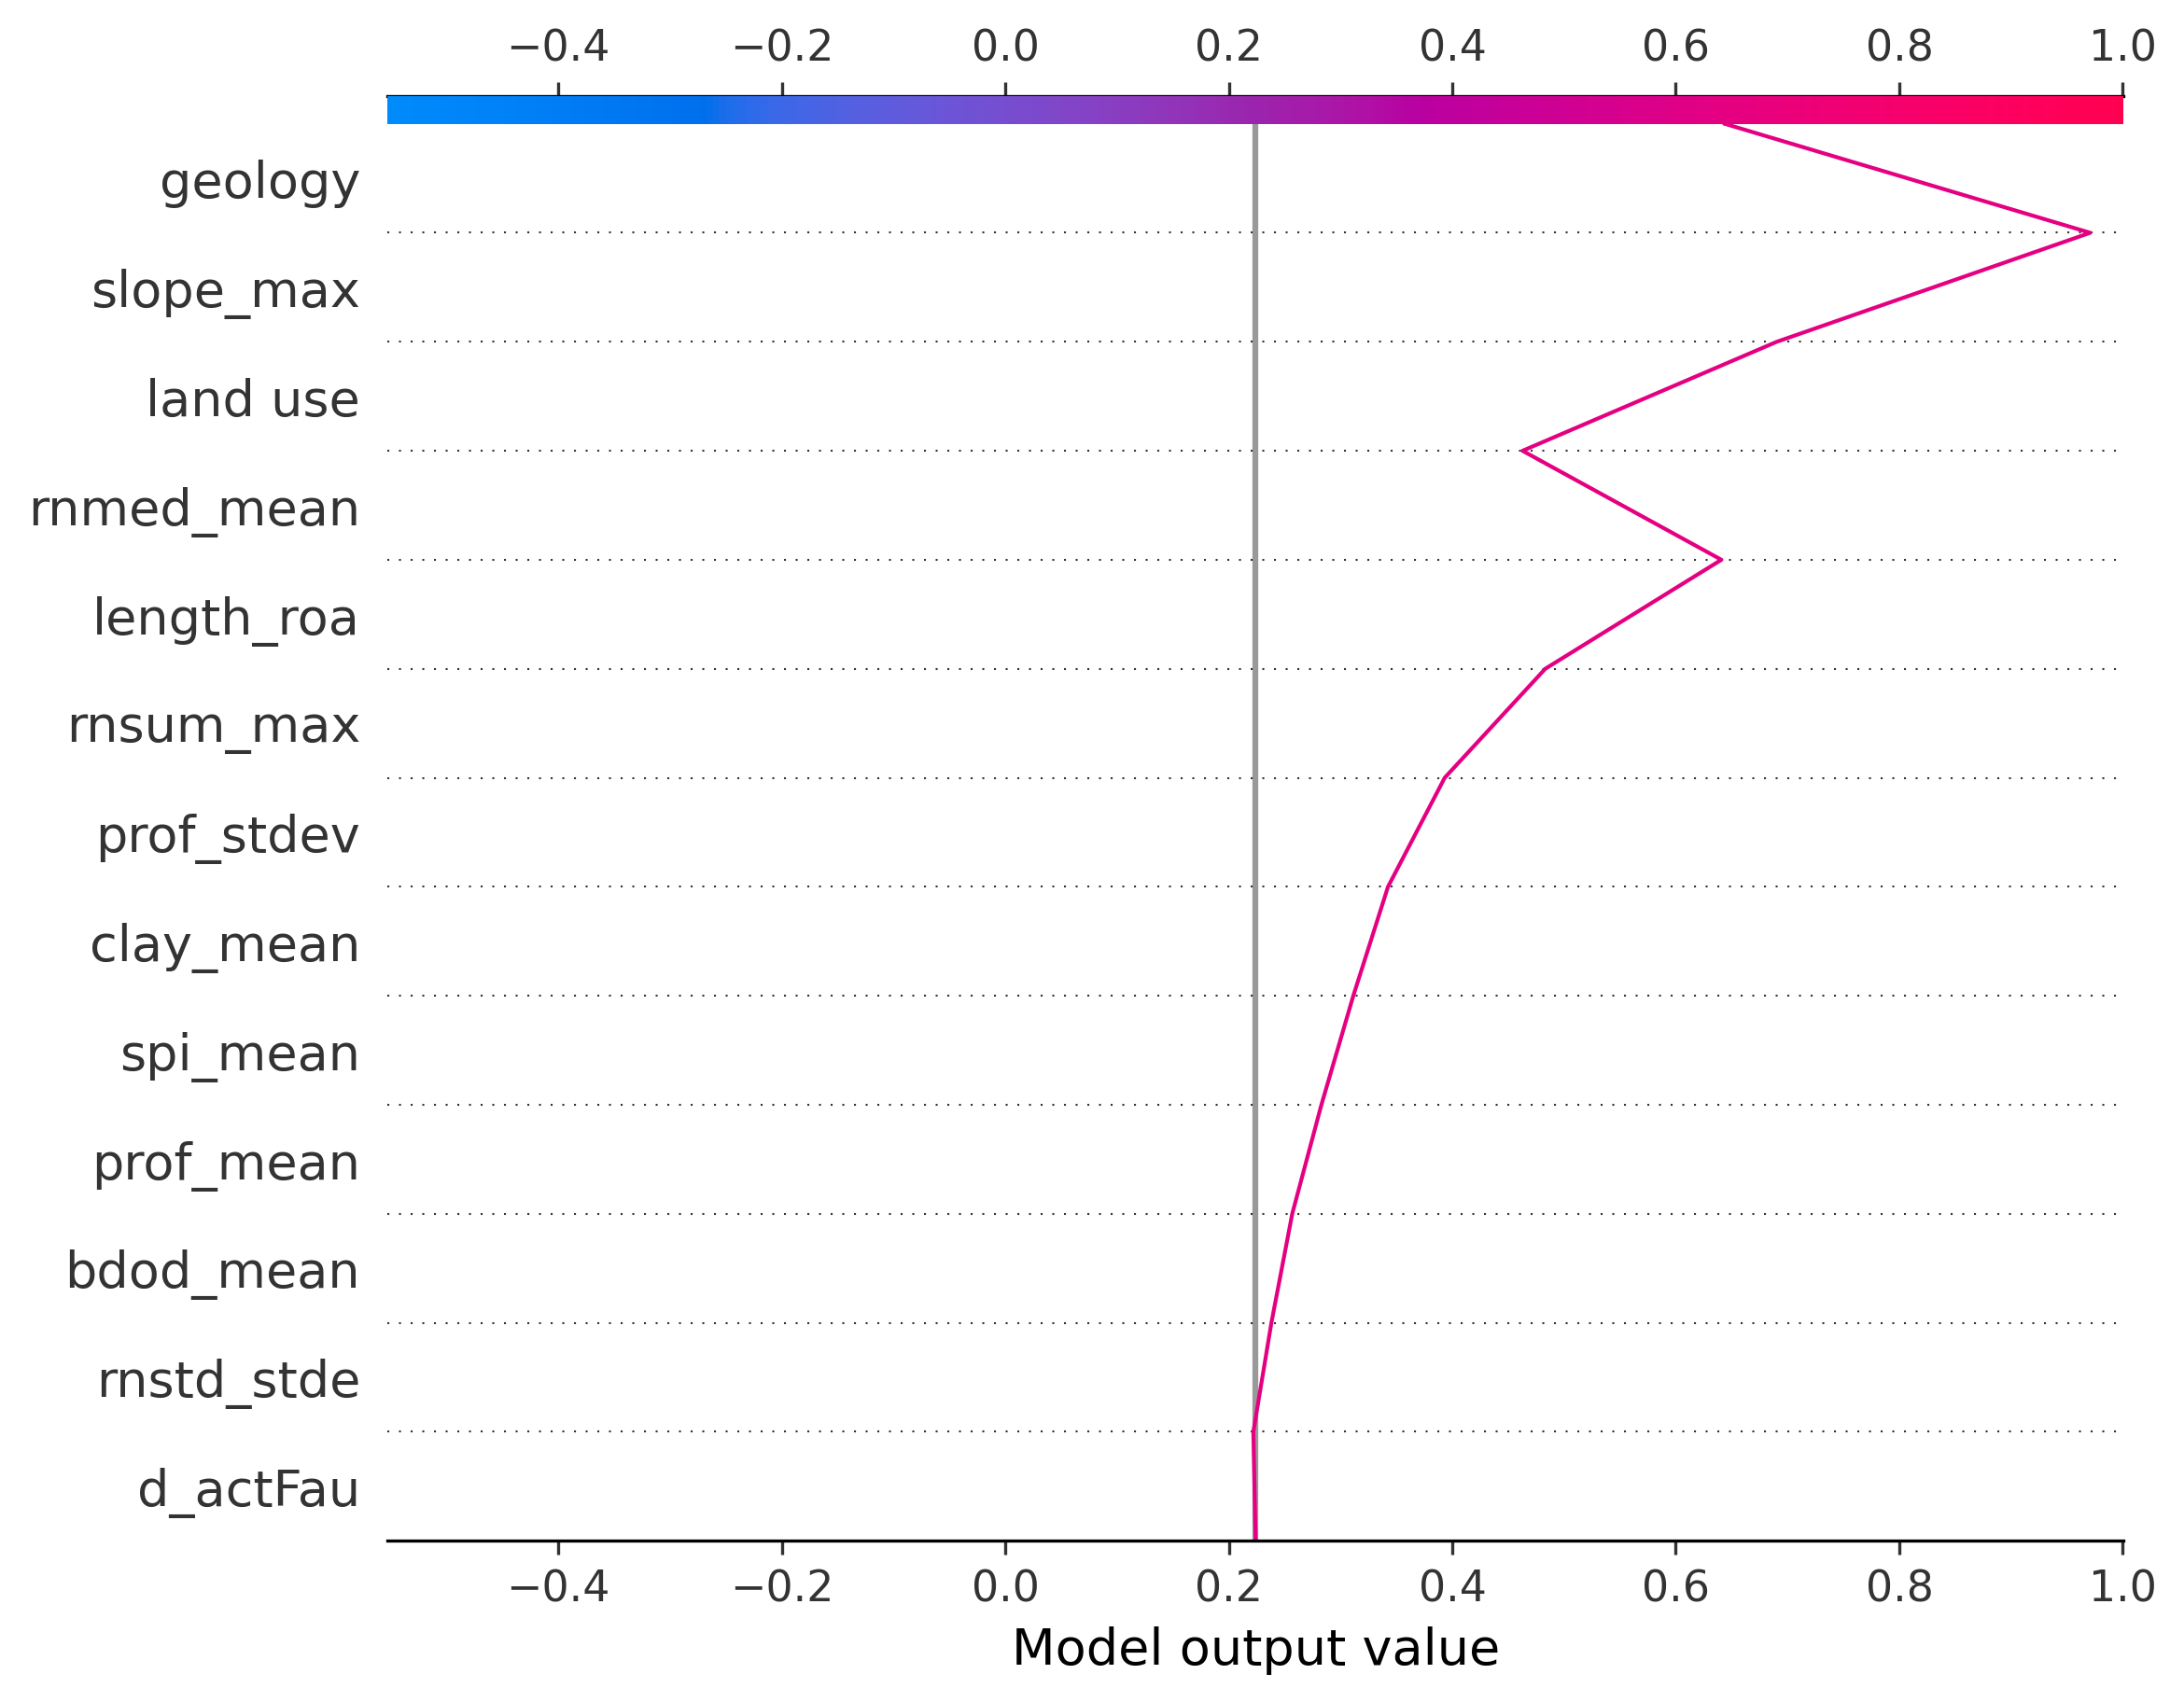 −0.4 −0.2 0.0 0.2 0.4 0.6 0.8 1.0
geology
slope_max
land use
rnmed_mean
length_roa
rnsum_max
prof_stdev
clay_mean
spi_mean
prof_mean
bdod_mean
rnstd_stde
d_actFau
−0.4 −0.2 0.0 0.2 0.4 0.6 0.8 1.0
Model output value